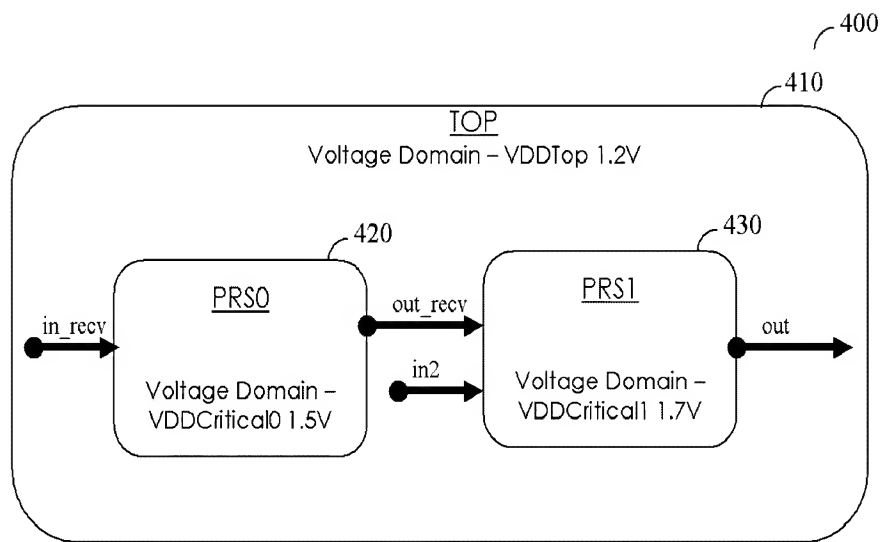 400
410
TOP
Voltage Domain – VDDTop 1.2V
420
430
PRS0
PRS1
in_recv
out_recv
out
in2
Voltage Domain –
VDDCritical0 1.5V
Voltage Domain –
VDDCritical1 1.7V